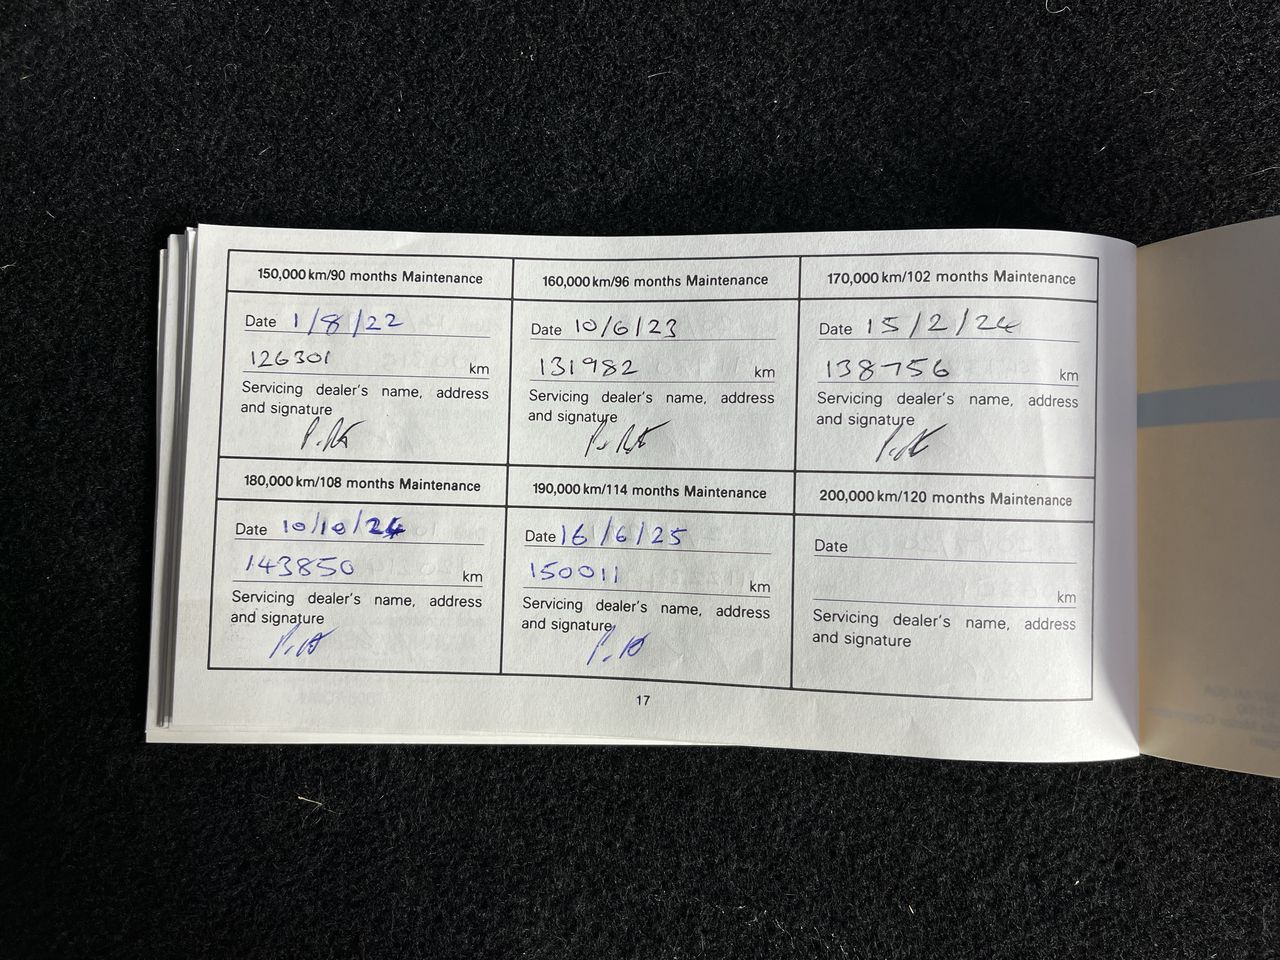 150,000 km/90 months Maintenance
Date 1/8/22
126301 km
Servicing dealer's name, address
and signature
160,000 km/96 months Maintenance
Date 10/6/23
131982 km
Servicing dealer's name, address
and signature
170,000 km/102 months Maintenance
Date 15/2/24
138756 km
Servicing dealer's name, address
and signature
180,000 km/108 months Maintenance
Date 10/10/24
143850 km
Servicing dealer's name, address
and signature
190,000 km/114 months Maintenance
Date 16/6/25
150011 km
Servicing dealer's name, address
and signature
200,000 km/120 months Maintenance
Date
km
Servicing dealer's name, address
and signature
17